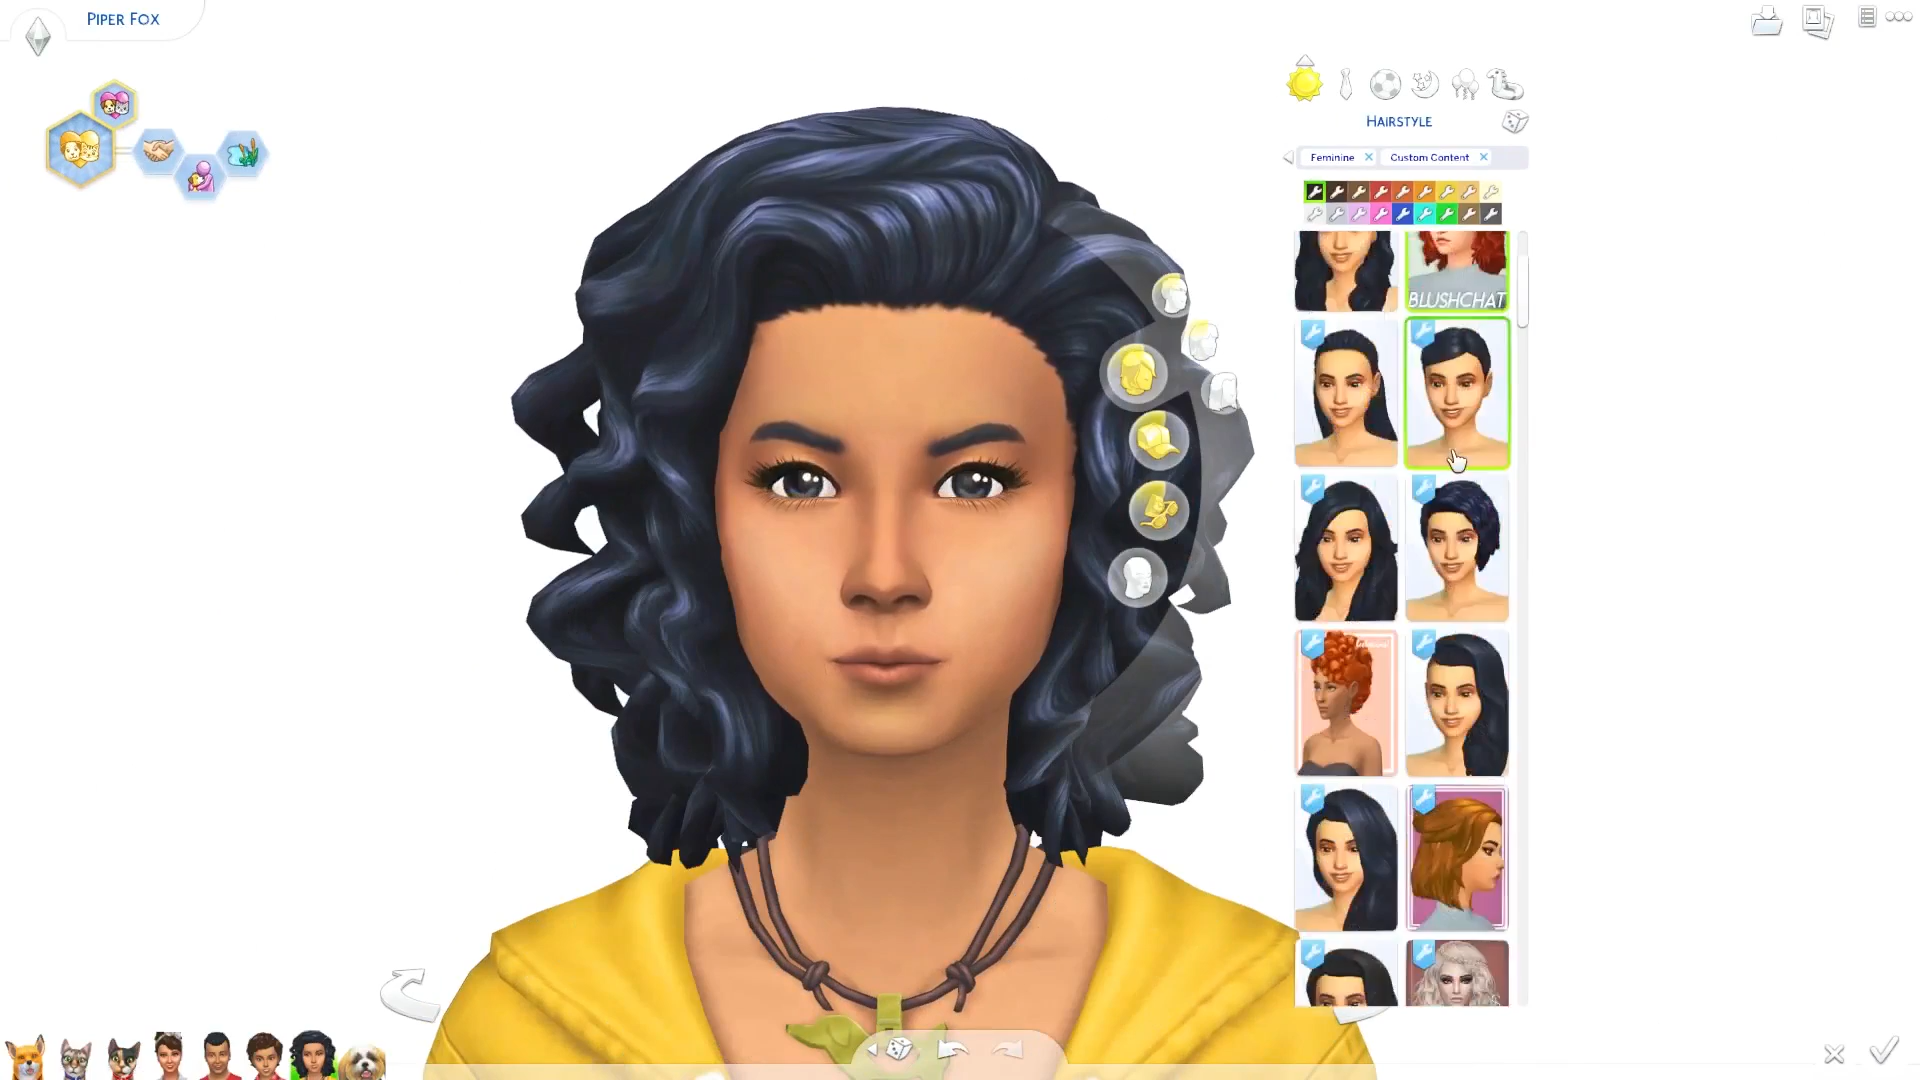 PIPER FOX
HAIRSTYLE
Feminine
Custom Content
BLUSHCHAT